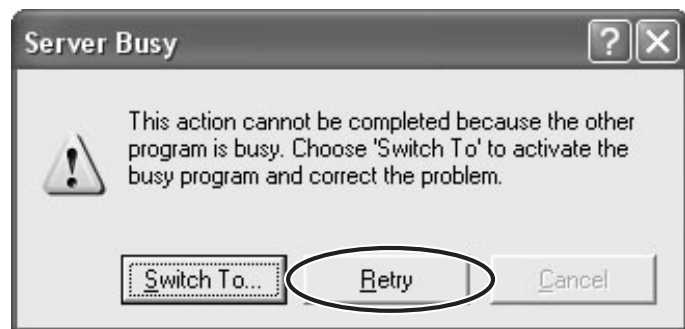 Server Busy
This action cannot be completed because the other
program is busy. Choose 'Switch To' to activate the
busy program and correct the problem.
Switch To... Retry Cancel